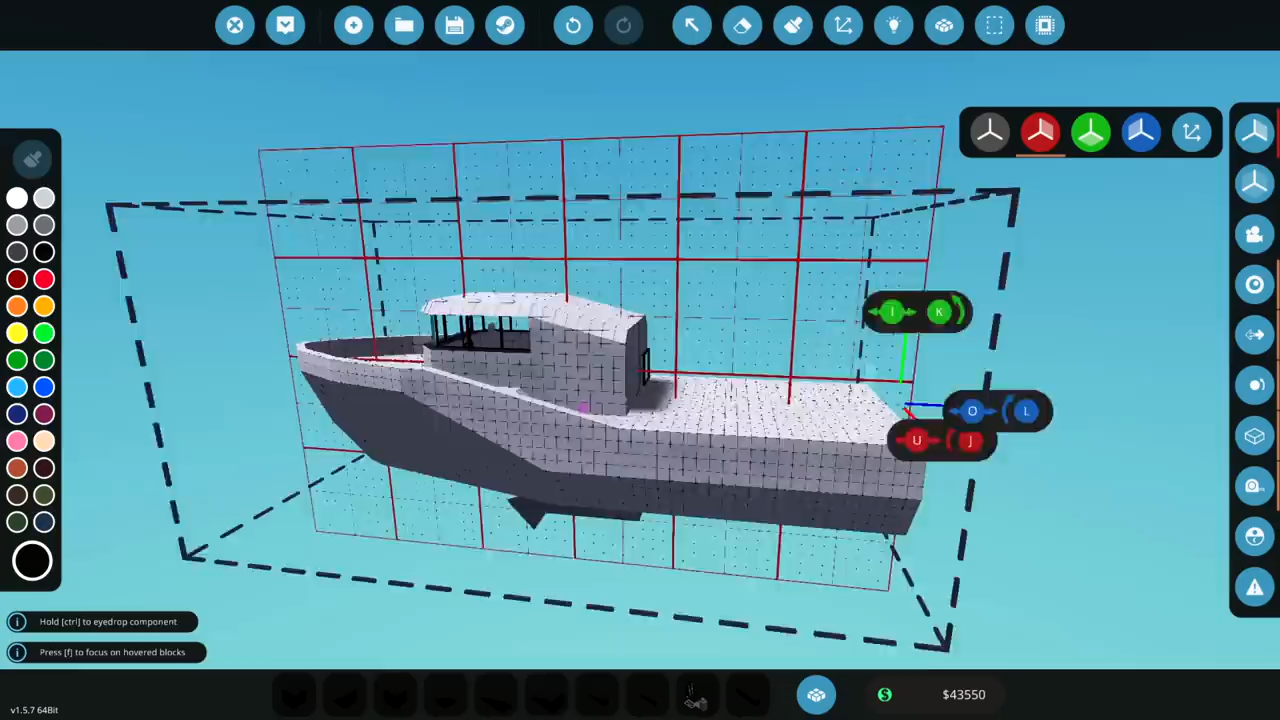 I K
O L
U J
Hold [ctrl] to eyedrop component
Press [f] to focus on hovered blocks
$ $43550
v1.5.7 64Bit